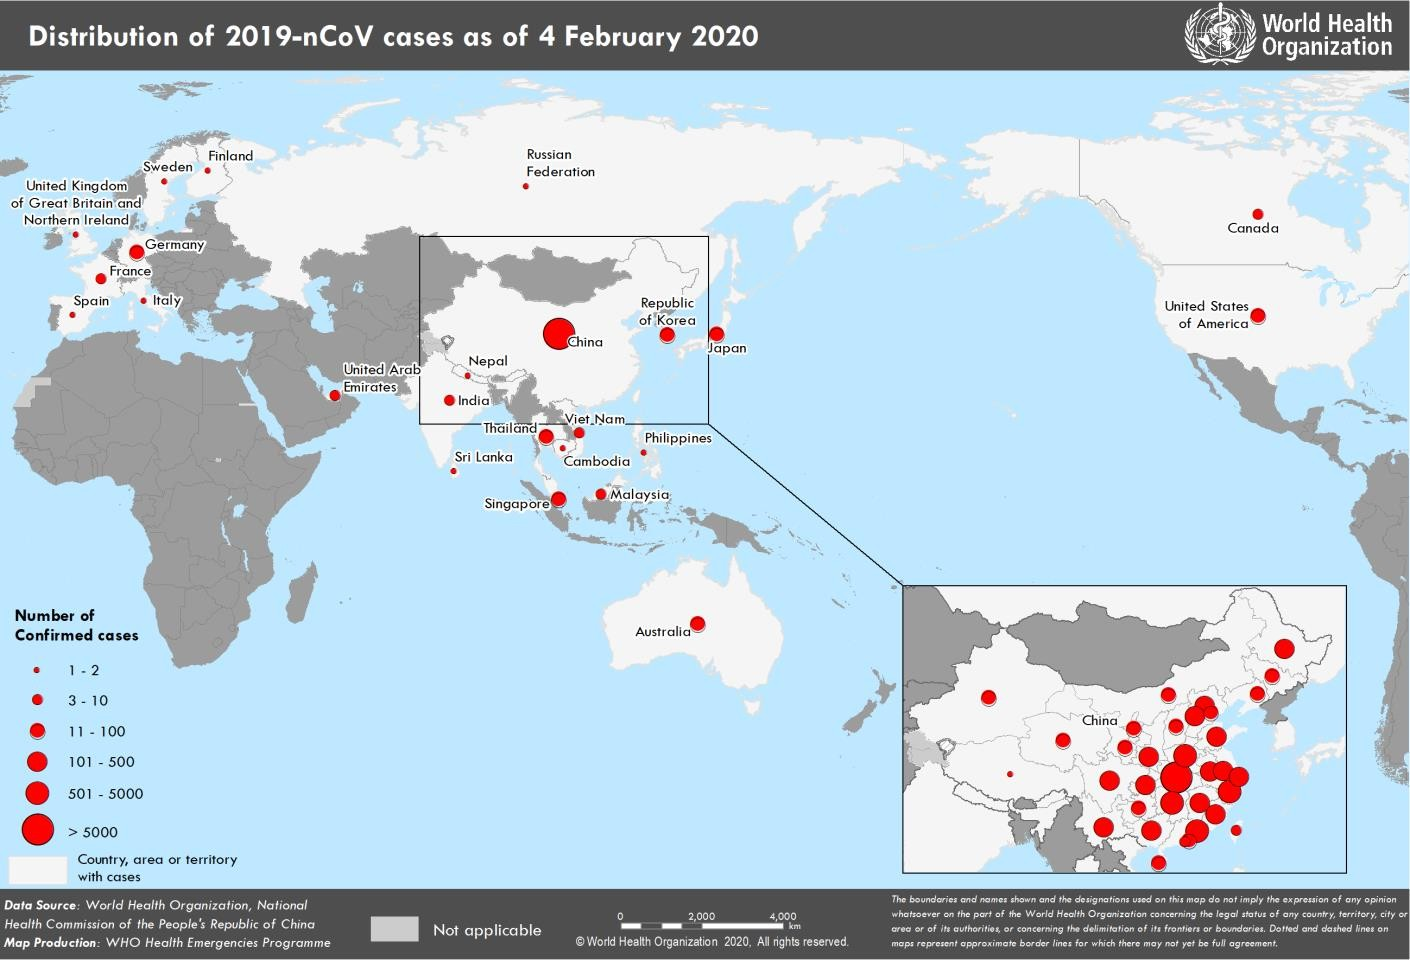 Distribution of 2019-nCoV cases as of 4 February 2020
World Health
Organization
Finland
Sweden
Russian
Federation
United Kingdom
of Great Britain and
Northern Ireland
Germany
France
Spain
Italy
Canada
United States
of America
Republic
of Korea
China
Japan
Nepal
India
United Arab
Emirates
Thailand
Viet Nam
Philippines
Sri Lanka
Cambodia
Singapore
Malaysia
Australia
China
Number of
Confirmed cases
1 - 2
3 - 10
11 - 100
101 - 500
501 - 5000
> 5000
Country, area or territory
with cases
Data Source: World Health Organization, National
Health Commission of the People's Republic of China
Map Production: WHO Health Emergencies Programme
Not applicable
0 2,000 4,000
km
© World Health Organization 2020, All rights reserved.
The boundaries and names shown and the designations used on this map do not imply the expression of any opinion
whatsoever on the part of the World Health Organization concerning the legal status of any country, territory, city or
area or of its authorities, or concerning the delimitation of its frontiers or boundaries. Dotted and dashed lines on
maps represent approximate border lines for which there may not yet be full agreement.